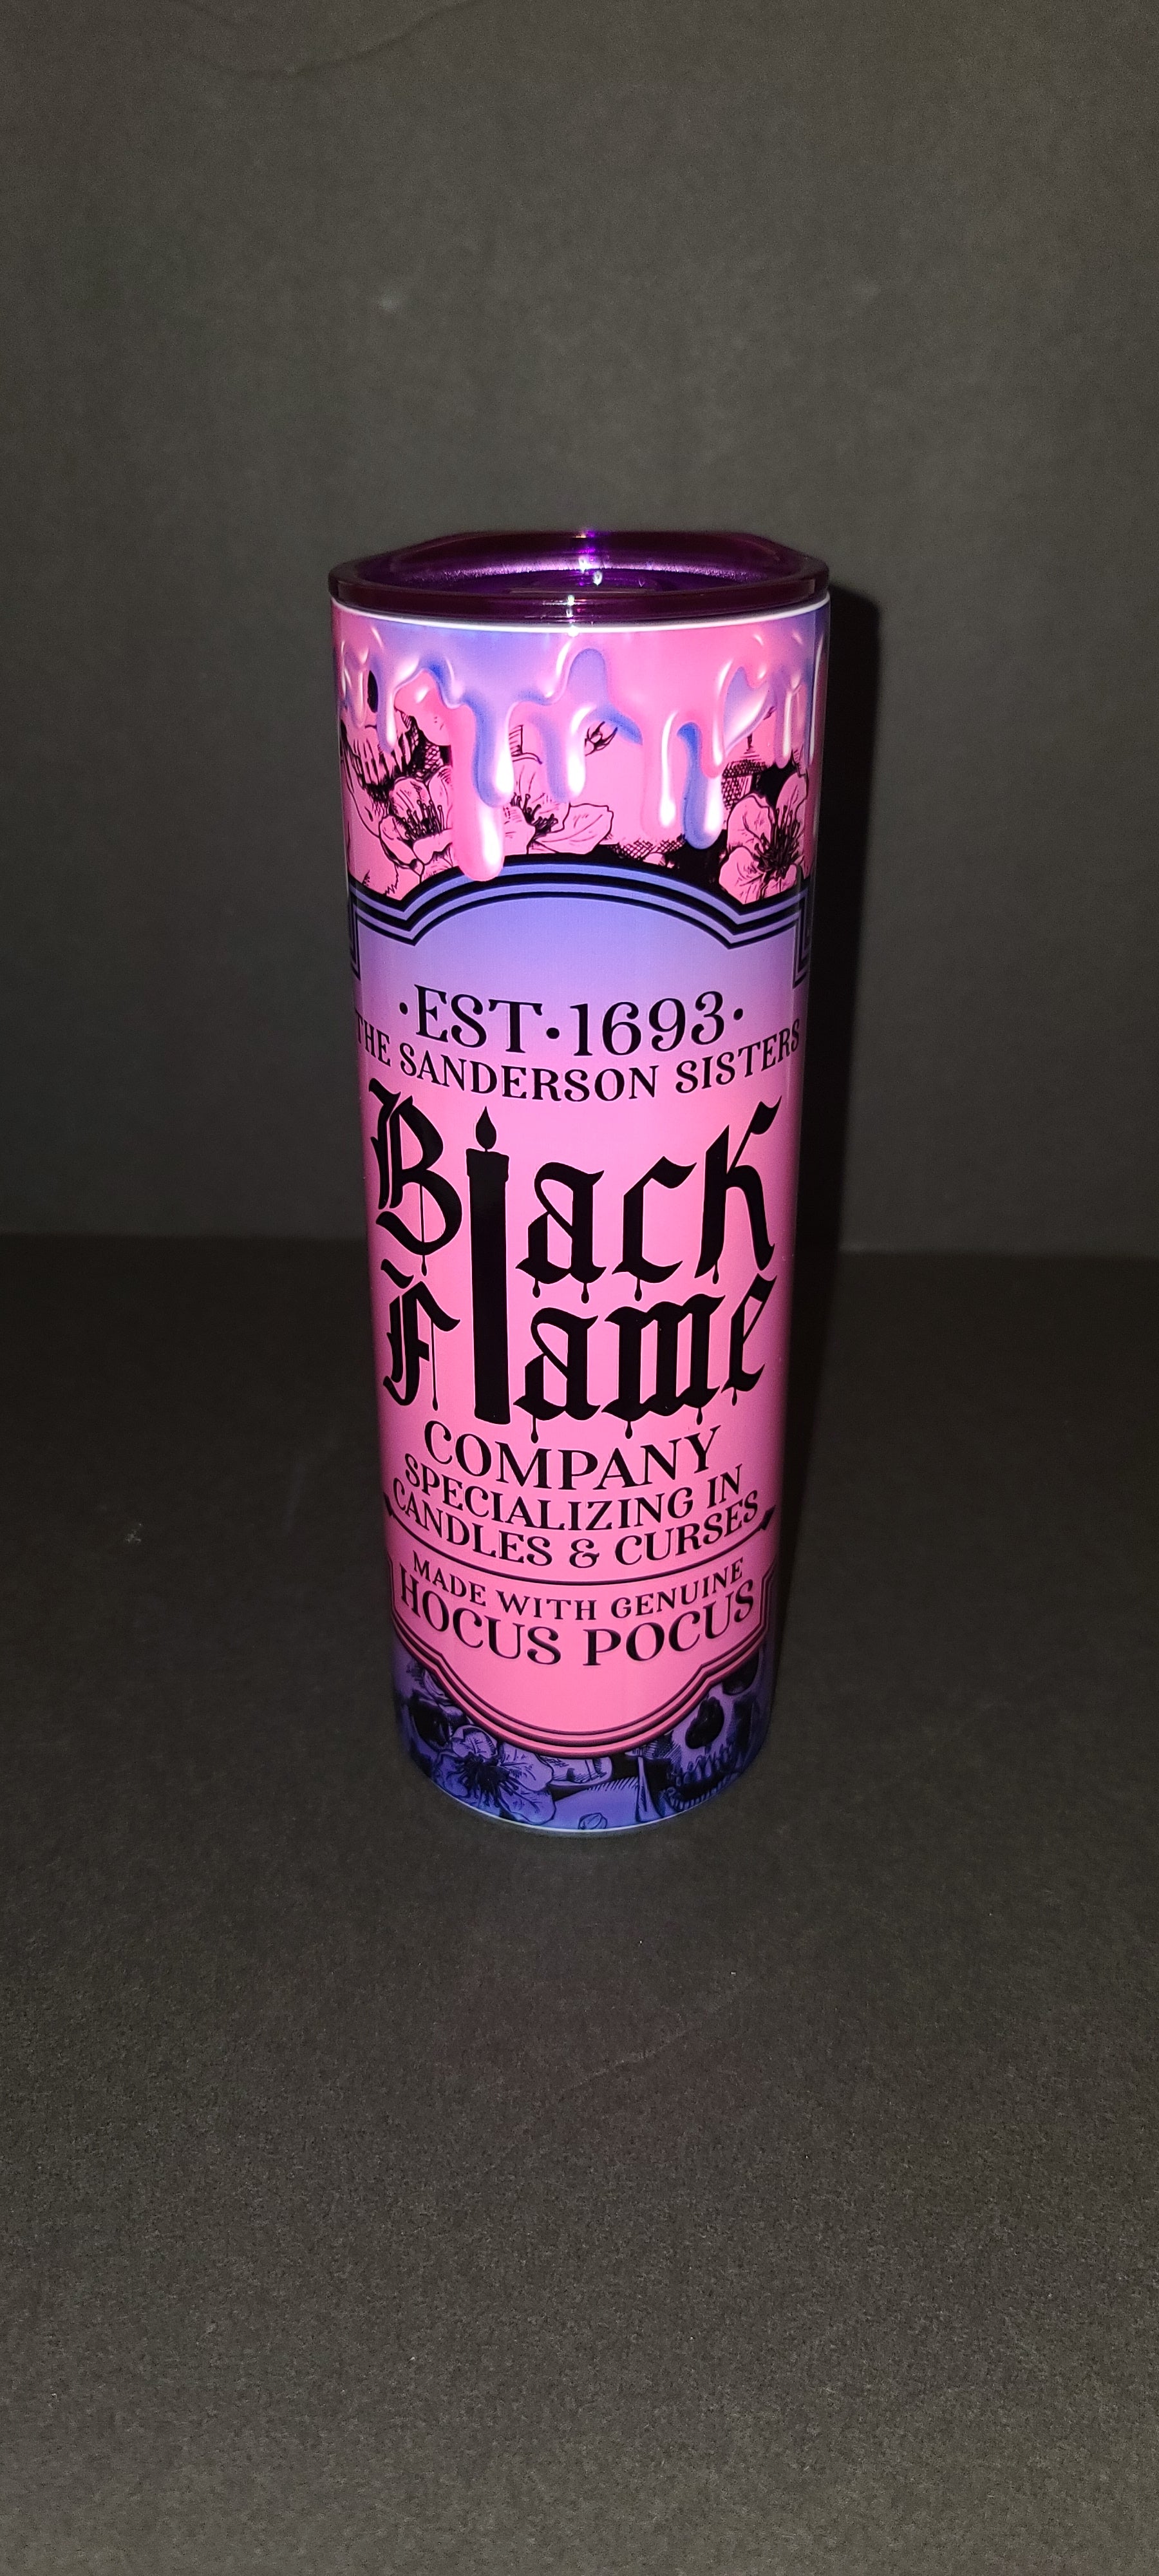 ·EST·1693·
THE SANDERSON SISTERS
Black
Flame
COMPANY
SPECIALIZING IN
CANDLES & CURSES
MADE WITH GENUINE
HOCUS POCUS